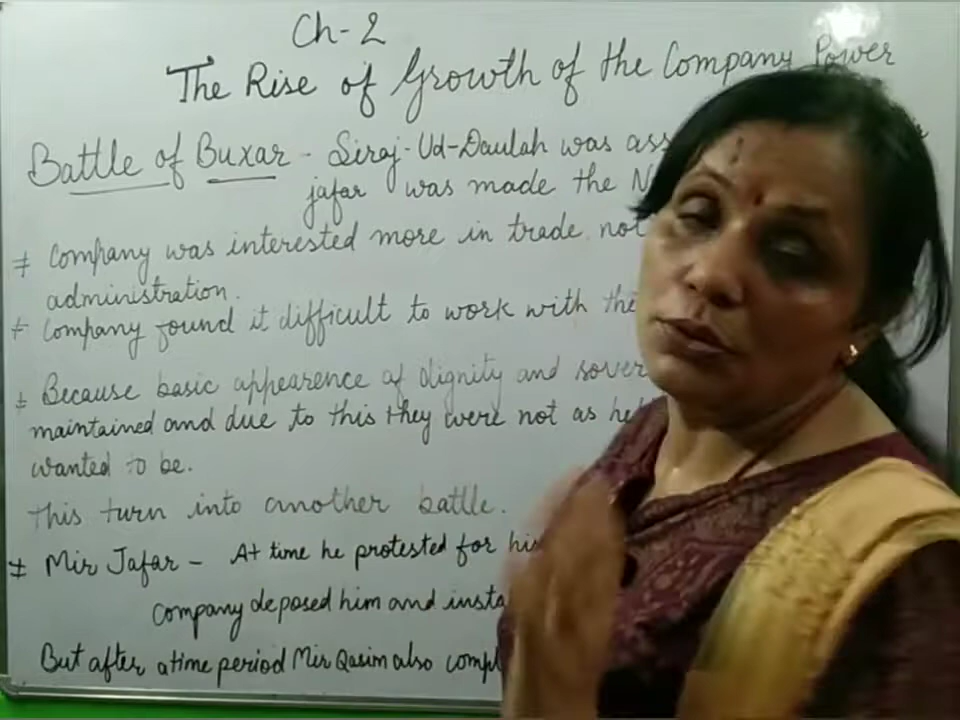 Ch-2
The Rise of Growth of the Company Power
Battle of Buxar - Siraj-Ud-Daulah was ass
jafar was made the N
# Company was interested more in trade not
administration.
# Company found it difficult to work with the
# Because basic appearence of dignity and sover
maintained and due to this they were not as hel
wanted to be.
This turn into another battle.
# Mir Jafar - At time he protested for his
Company deposed him and insta
But after a time period Mir Qasim also compl